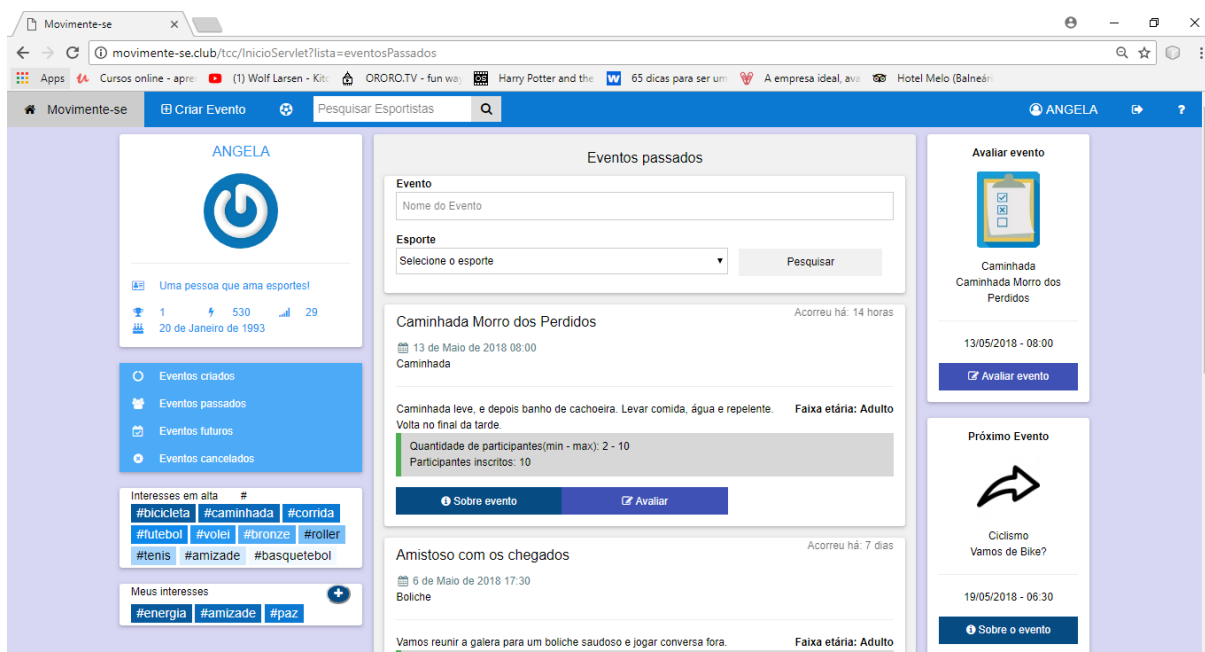 Movimente-se
movimente-se.club/tcc/InicioServlet?lista=eventosPassados
Apps Cursos online - apre (1) Wolf Larsen - Kitc ORORO.TV - fun way Harry Potter and the 65 dicas para ser um A empresa ideal, ava Hotel Melo (Balneári
Movimente-se Criar Evento Pesquisar Esportistas ANGELA ?
ANGELA
Uma pessoa que ama esportes!
1 530 29
20 de Janeiro de 1993
Eventos criados
Eventos passados
Eventos futuros
Eventos cancelados
Interesses em alta #
#bicicleta #caminhada #corrida
#futebol #volei #bronze #roller
#tenis #amizade #basquetebol
Meus interesses
#energia #amizade #paz
Eventos passados
Evento
Nome do Evento
Esporte
Selecione o esporte Pesquisar
Caminhada Morro dos Perdidos Acorreu há: 14 horas
13 de Maio de 2018 08:00
Caminhada
Caminhada leve, e depois banho de cachoeira. Levar comida, água e repelente. Faixa etária: Adulto
Volta no final da tarde.
Quantidade de participantes(min - max): 2 - 10
Participantes inscritos: 10
Sobre evento Avaliar
Amistoso com os chegados Acorreu há: 7 dias
6 de Maio de 2018 17:30
Boliche
Vamos reunir a galera para um boliche saudoso e jogar conversa fora. Faixa etária: Adulto
Avaliar evento
Caminhada
Caminhada Morro dos
Perdidos
13/05/2018 - 08:00
Avaliar evento
Próximo Evento
Ciclismo
Vamos de Bike?
19/05/2018 - 06:30
Sobre o evento